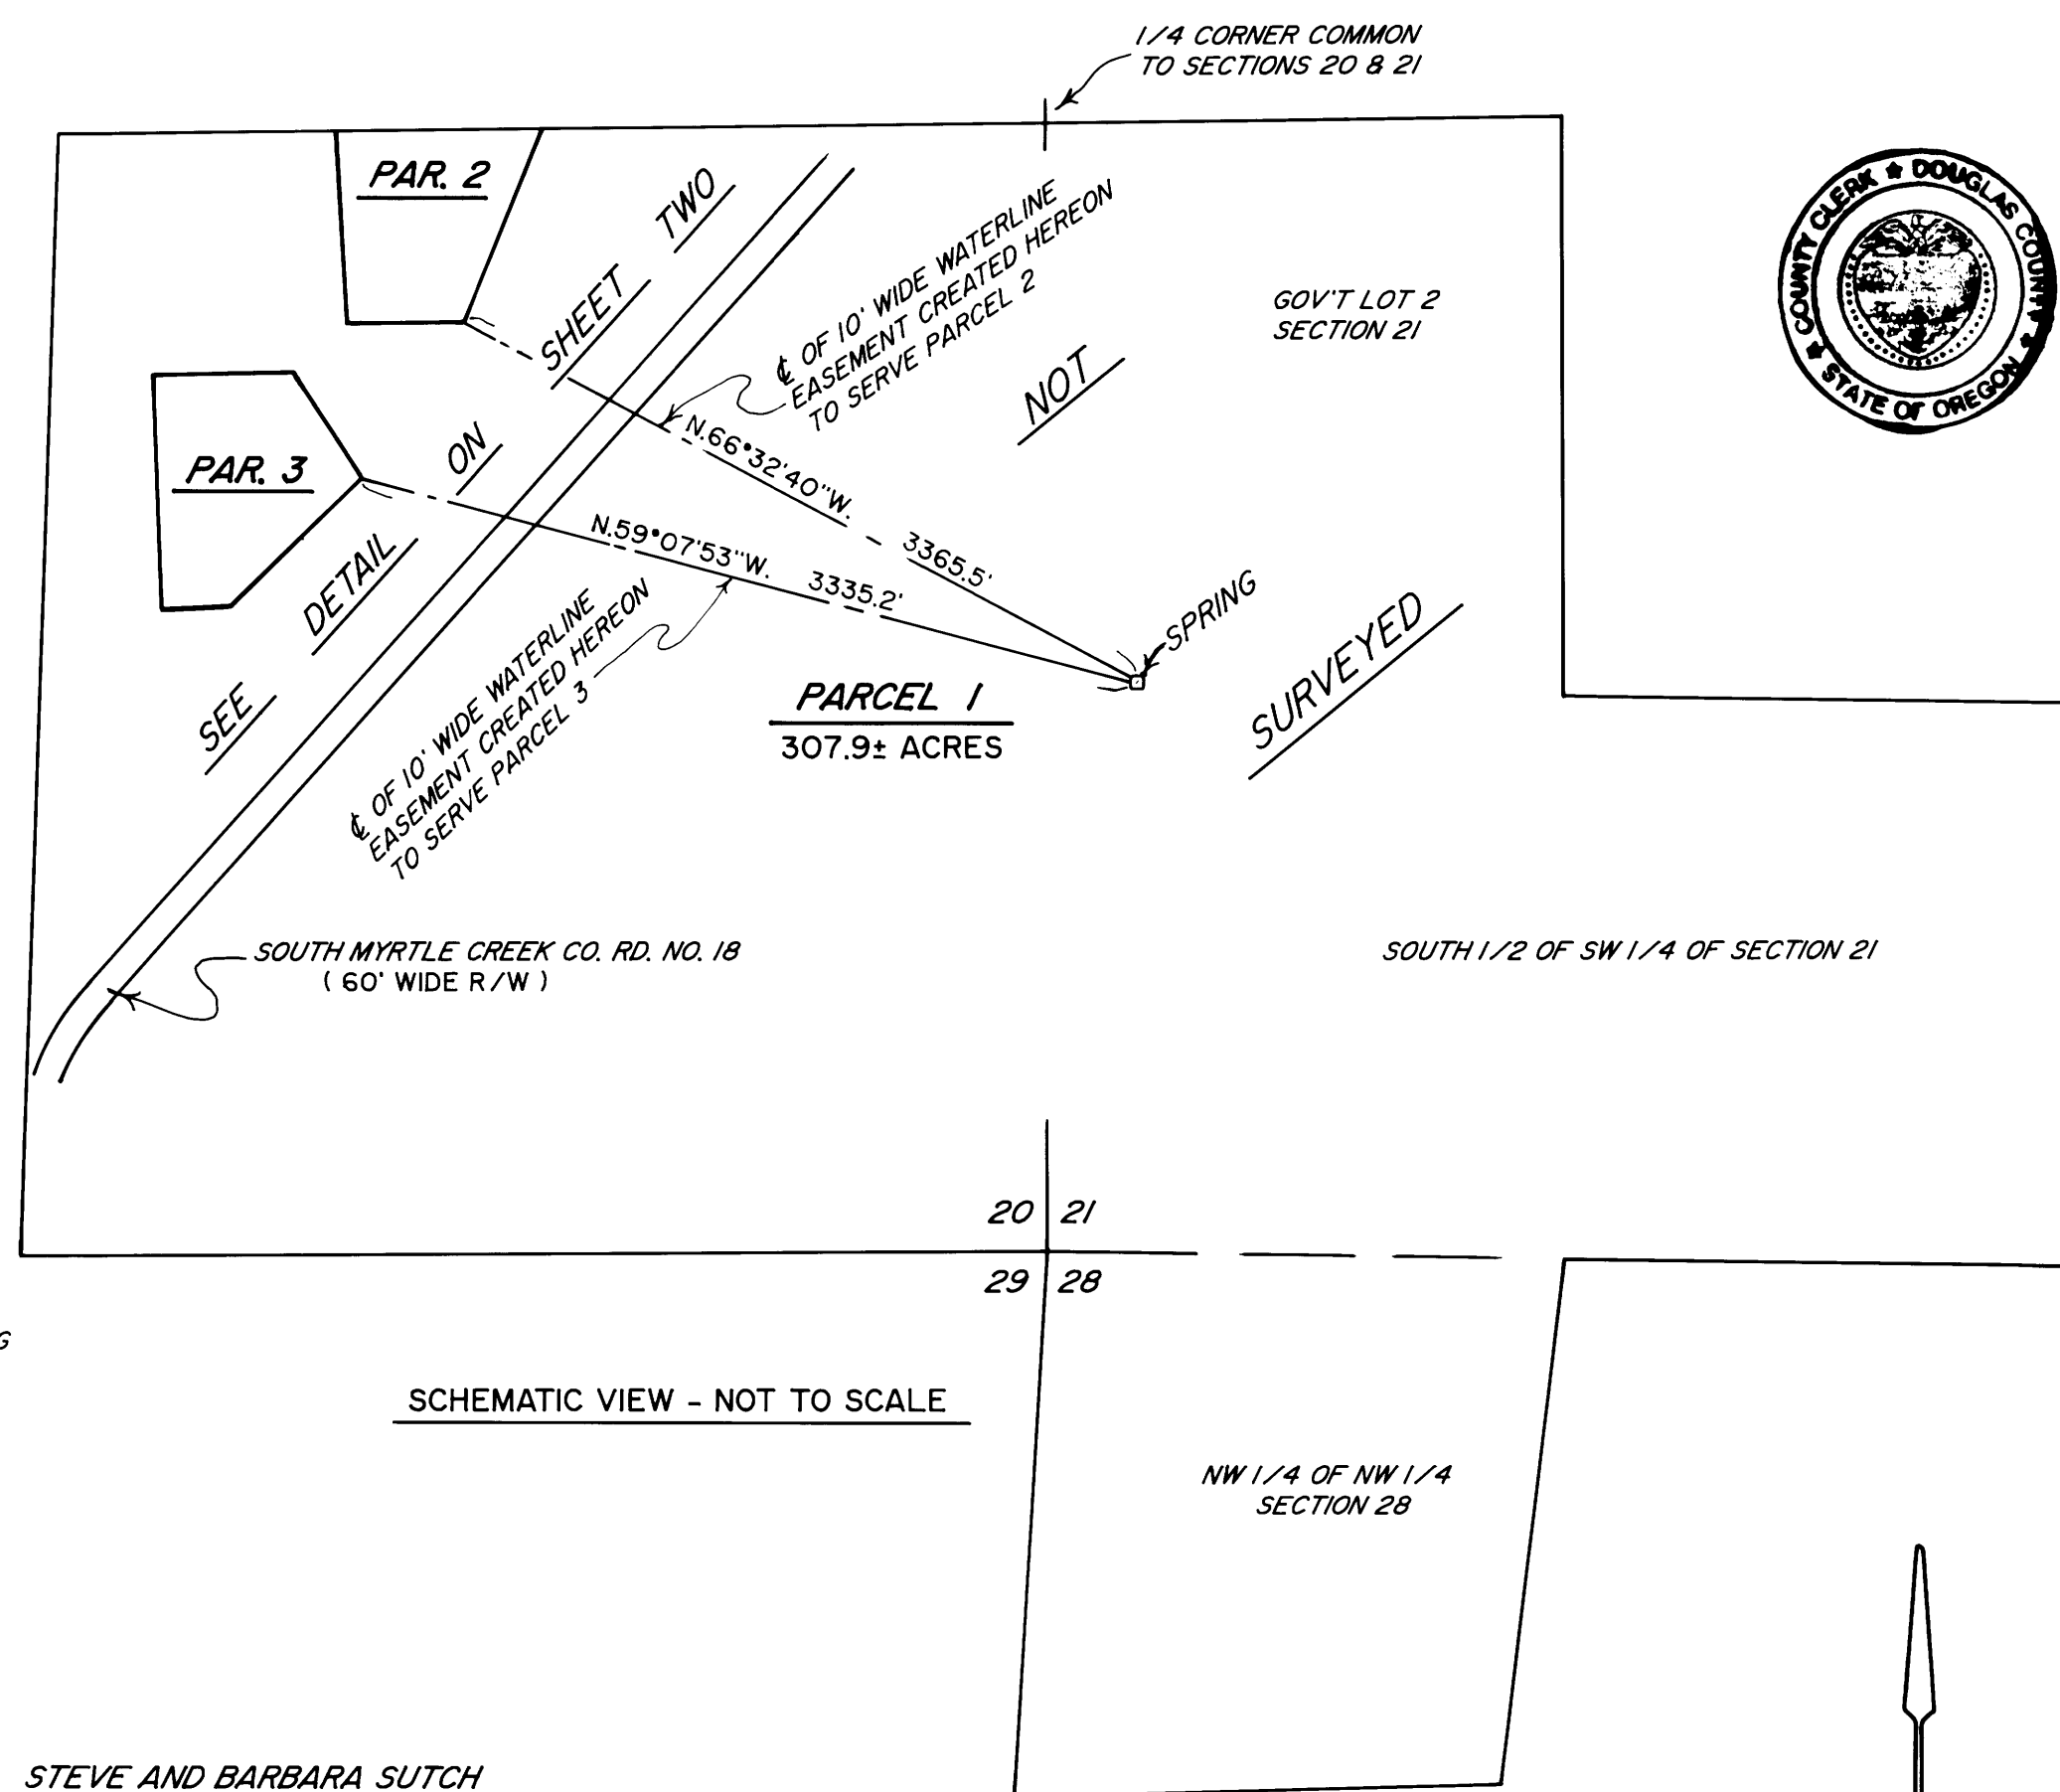 1/4 CORNER COMMON
TO SECTIONS 20 & 21
PAR. 2
SEE DETAIL ON SHEET TWO
℄ OF 10' WIDE WATERLINE
EASEMENT CREATED HEREON
TO SERVE PARCEL 2
GOV'T LOT 2
SECTION 21
COUNTY CLERK ★ DOUGLAS COUNTY ★ STATE OF OREGON ★
NOT SURVEYED
PAR. 3
N.66°32'40"W. 3365.5'
N.59°07'53"W. 3335.2'
SPRING
℄ OF 10' WIDE WATERLINE
EASEMENT CREATED HEREON
TO SERVE PARCEL 3
PARCEL 1
307.9± ACRES
SOUTH MYRTLE CREEK CO. RD. NO. 18
( 60' WIDE R/W )
SOUTH 1/2 OF SW 1/4 OF SECTION 21
20 21
29 28
G
SCHEMATIC VIEW - NOT TO SCALE
NW 1/4 OF NW 1/4
SECTION 28
STEVE AND BARBARA SUTCH